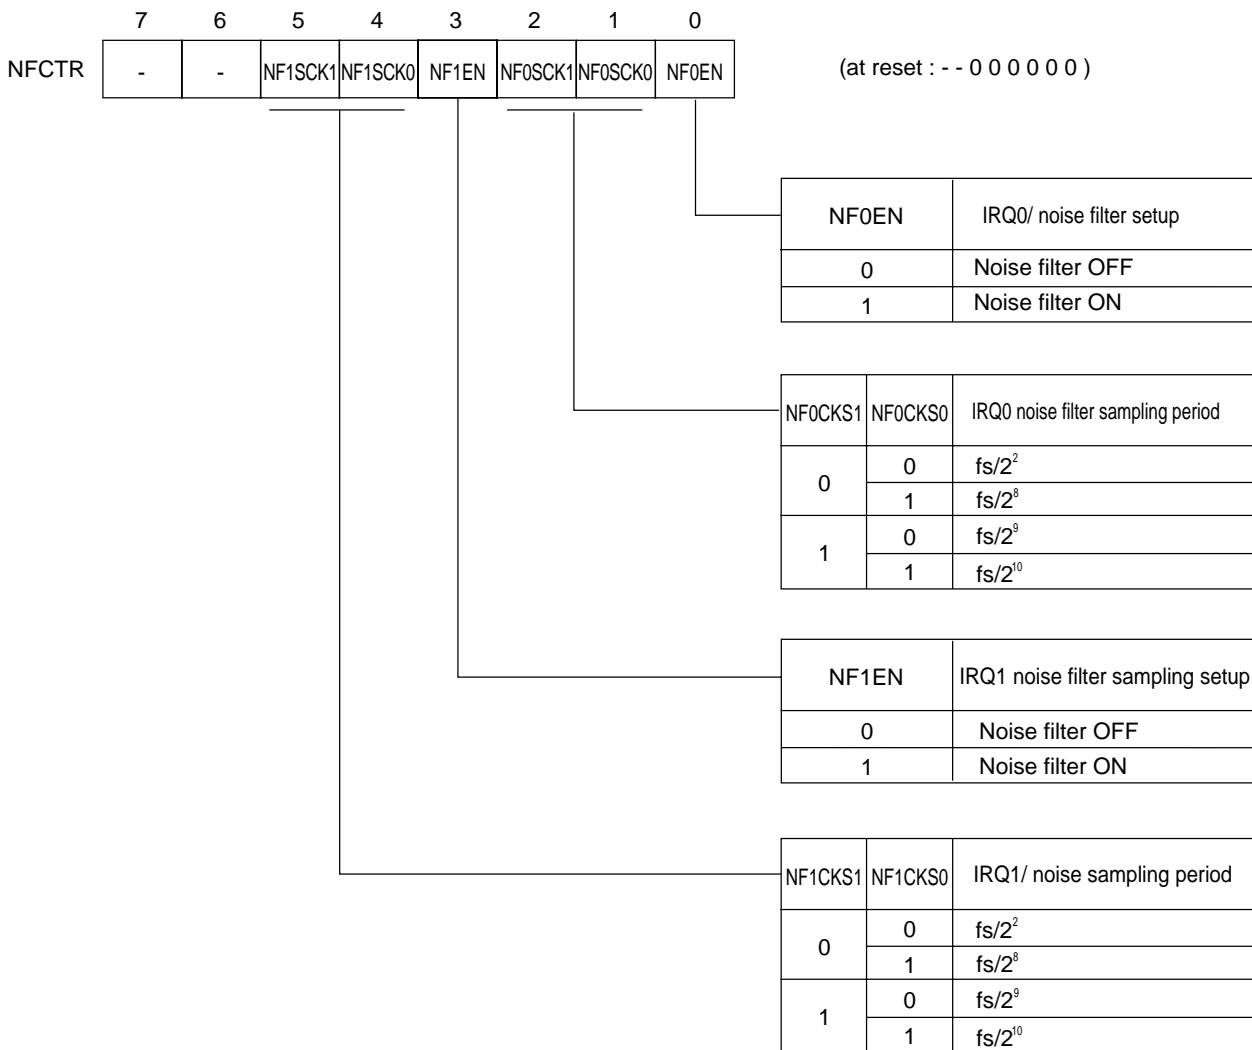 7 6 5 4 3 2 1 0
NFCTR - - NF1SCK1 NF1SCK0 NF1EN NF0SCK1 NF0SCK0 NF0EN (at reset : - - 0 0 0 0 0 0 )
NF0EN IRQ0/ noise filter setup
0 Noise filter OFF
1 Noise filter ON
NF0CKS1 NF0CKS0 IRQ0 noise filter sampling period
0 0 fs/2²
1 fs/2⁸
1 0 fs/2⁹
1 fs/2¹⁰
NF1EN IRQ1 noise filter sampling setup
0 Noise filter OFF
1 Noise filter ON
NF1CKS1 NF1CKS0 IRQ1/ noise sampling period
0 0 fs/2²
1 fs/2⁸
1 0 fs/2⁹
1 fs/2¹⁰